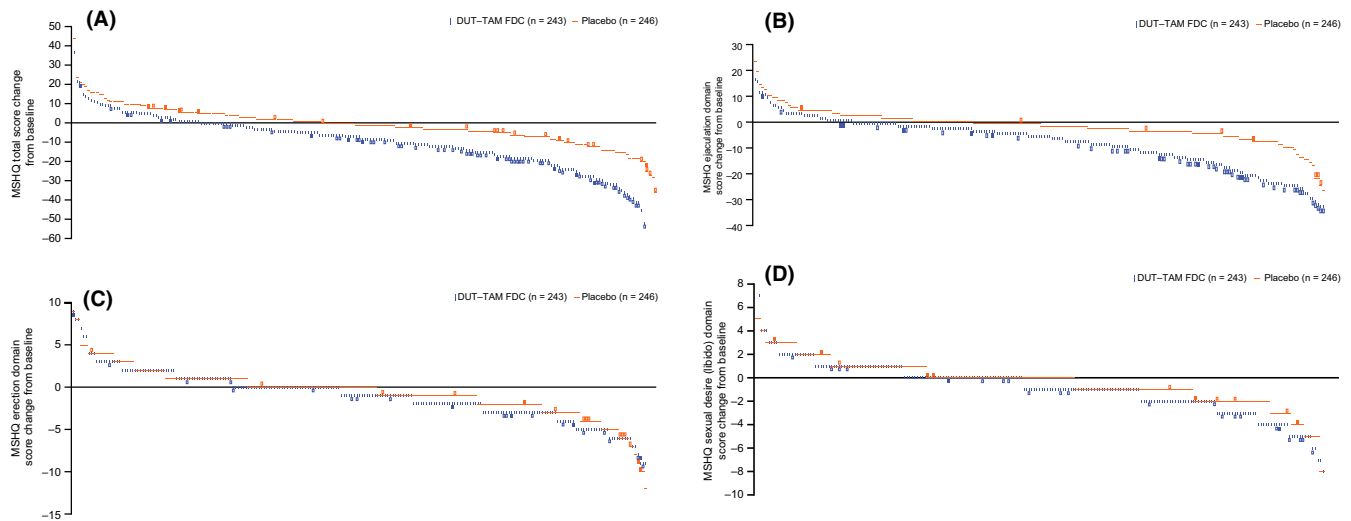 (A)
DUT–TAM FDC (n = 243) Placebo (n = 246)
MSHQ total score change
from baseline
50
40
30
20
10
0
−10
−20
−30
−40
−50
−60
(B)
DUT–TAM FDC (n = 243) Placebo (n = 246)
MSHQ ejaculation domain
score change from baseline
30
20
10
0
−10
−20
−30
−40
(C)
DUT–TAM FDC (n = 243) Placebo (n = 246)
MSHQ erection domain
score change from baseline
10
5
0
−5
−10
−15
(D)
DUT–TAM FDC (n = 243) Placebo (n = 246)
MSHQ sexual desire (libido) domain
score change from baseline
8
6
4
2
0
−2
−4
−6
−8
−10